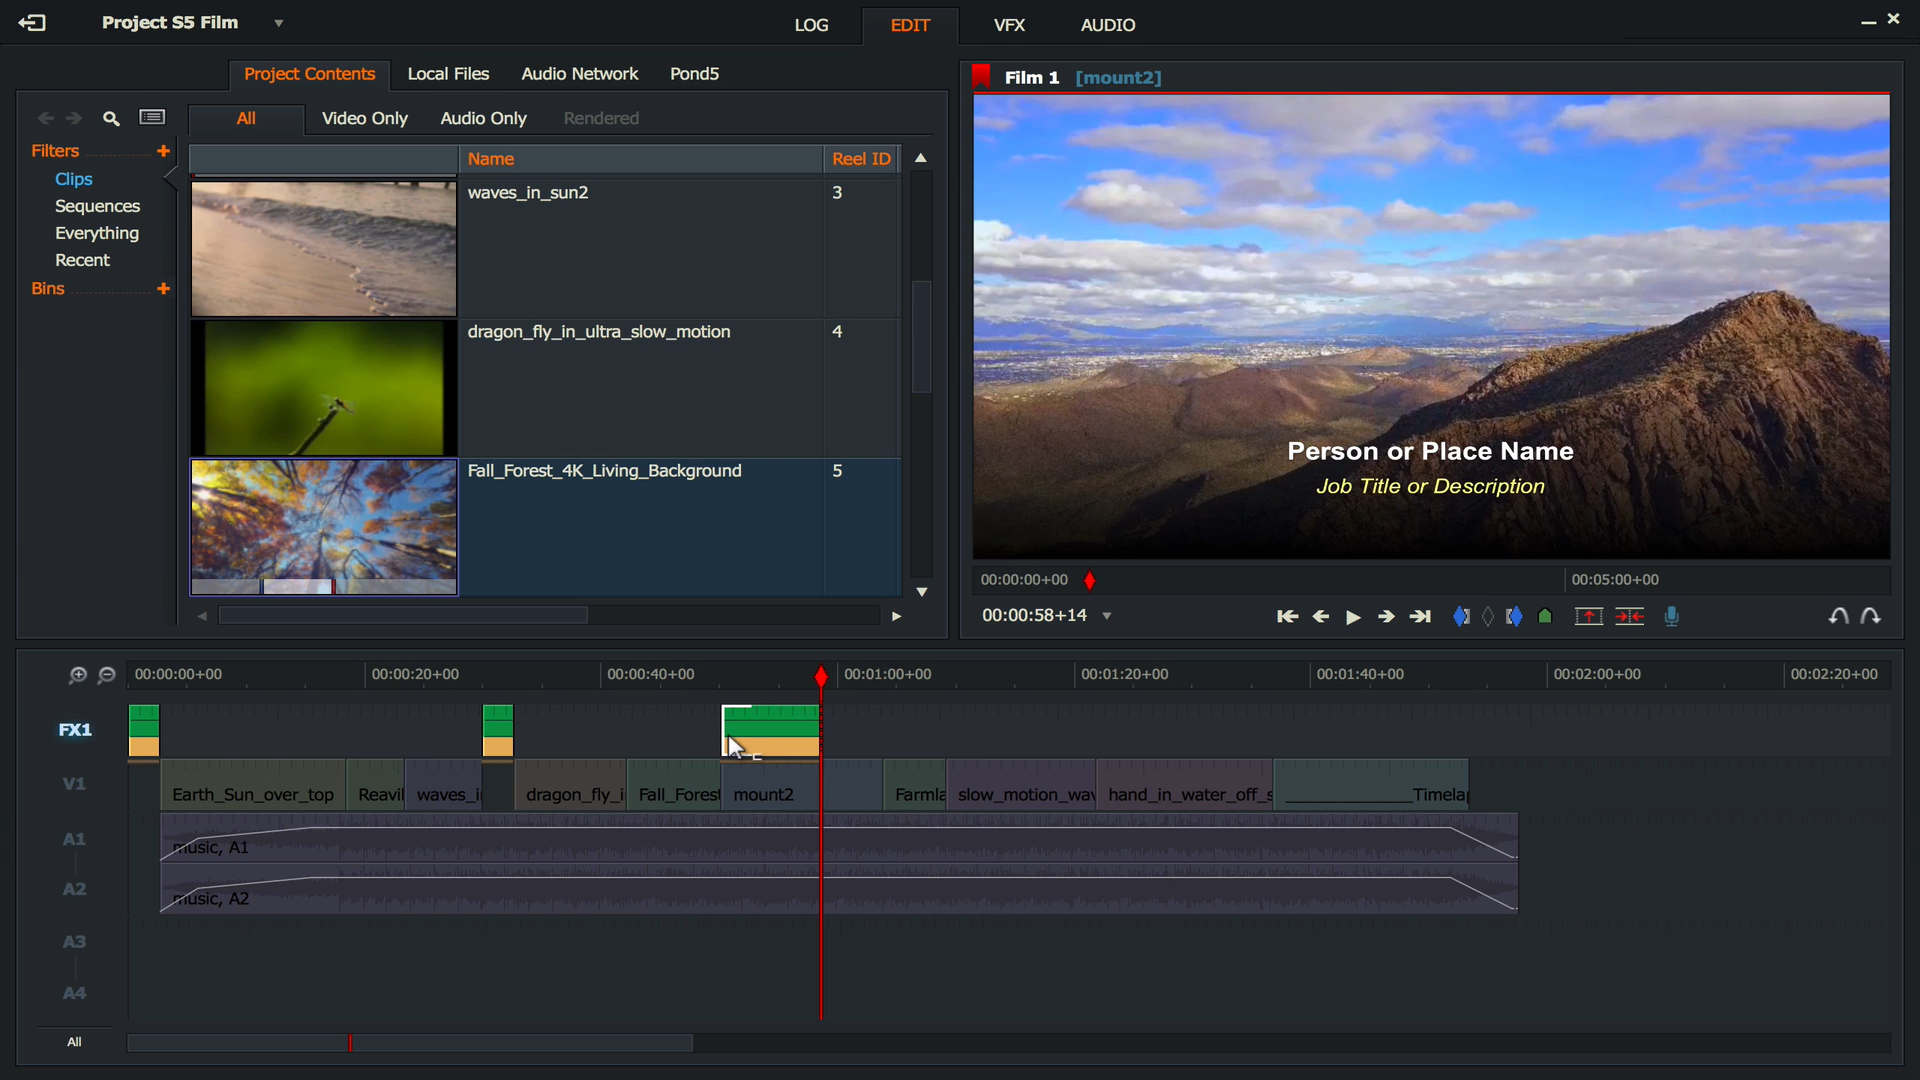 Project S5 Film
LOG
EDIT
VFX
AUDIO
Project Contents
Local Files
Audio Network
Pond5
All
Video Only
Audio Only
Rendered
Filters
Clips
Sequences
Everything
Recent
Bins
Name
Reel ID
waves_in_sun2
3
dragon_fly_in_ultra_slow_motion
4
Fall_Forest_4K_Living_Background
5
Film 1 [mount2]
Person or Place Name
Job Title or Description
00:00:00+00
00:05:00+00
00:00:58+14
00:00:00+00
00:00:20+00
00:00:40+00
00:01:00+00
00:01:20+00
00:01:40+00
00:02:00+00
00:02:20+00
FX1
V1
Earth_Sun_over_top
Reavil
waves_i
dragon_fly_i
Fall_Forest
mount2
Farmla
slow_motion_wav
hand_in_water_off_s
____________Timela
A1
music, A1
A2
music, A2
A3
A4
All